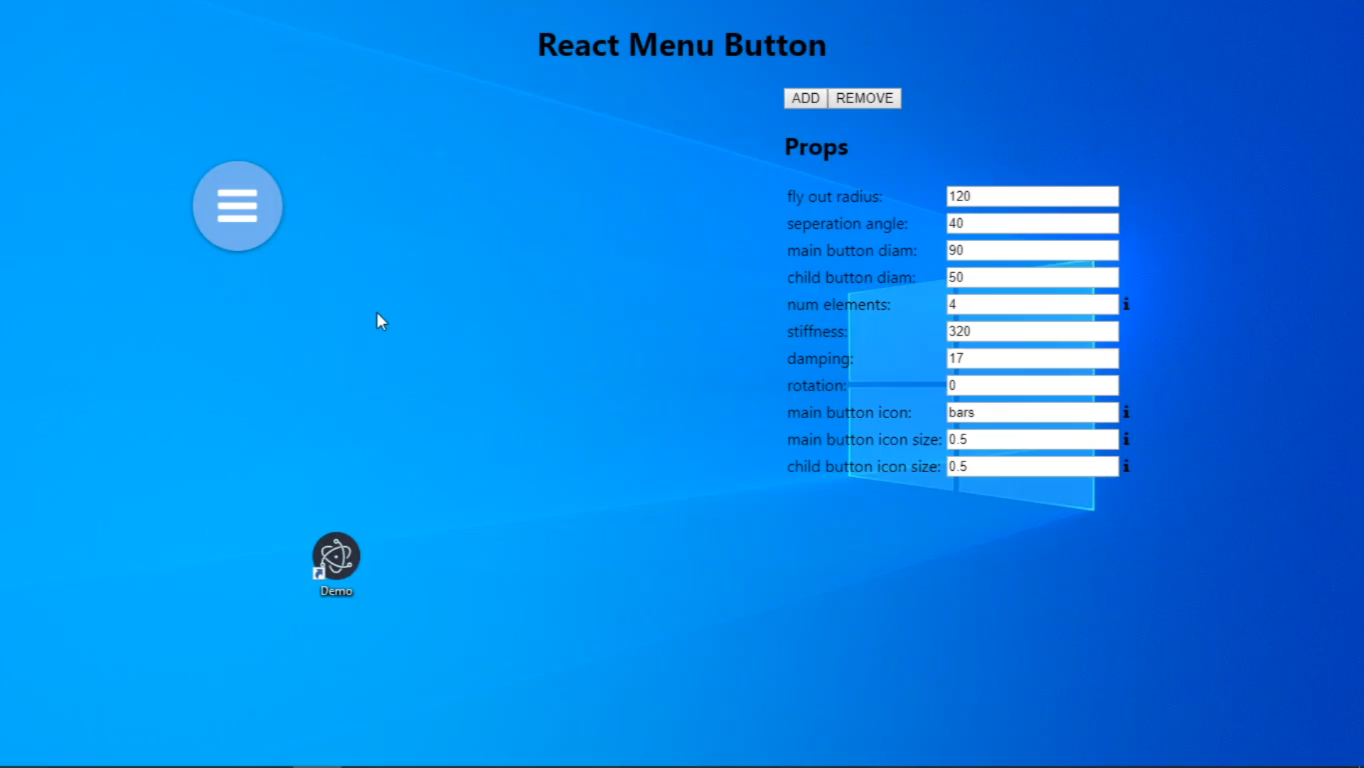 React Menu Button
ADD REMOVE
Props
fly out radius: 120
seperation angle: 40
main button diam: 90
child button diam: 50
num elements: 4 i
stiffness: 320
damping: 17
rotation: 0
main button icon: bars i
main button icon size: 0.5 i
child button icon size: 0.5 i
Demo